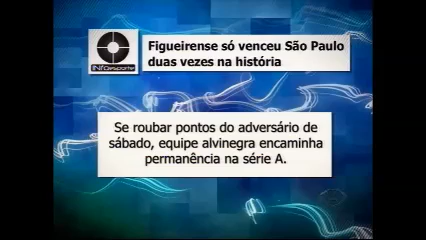 Figueirense só venceu São Paulo
duas vezes na história
INFOesporte
Se roubar pontos do adversário de
sábado, equipe alvinegra encaminha
permanência na série A.